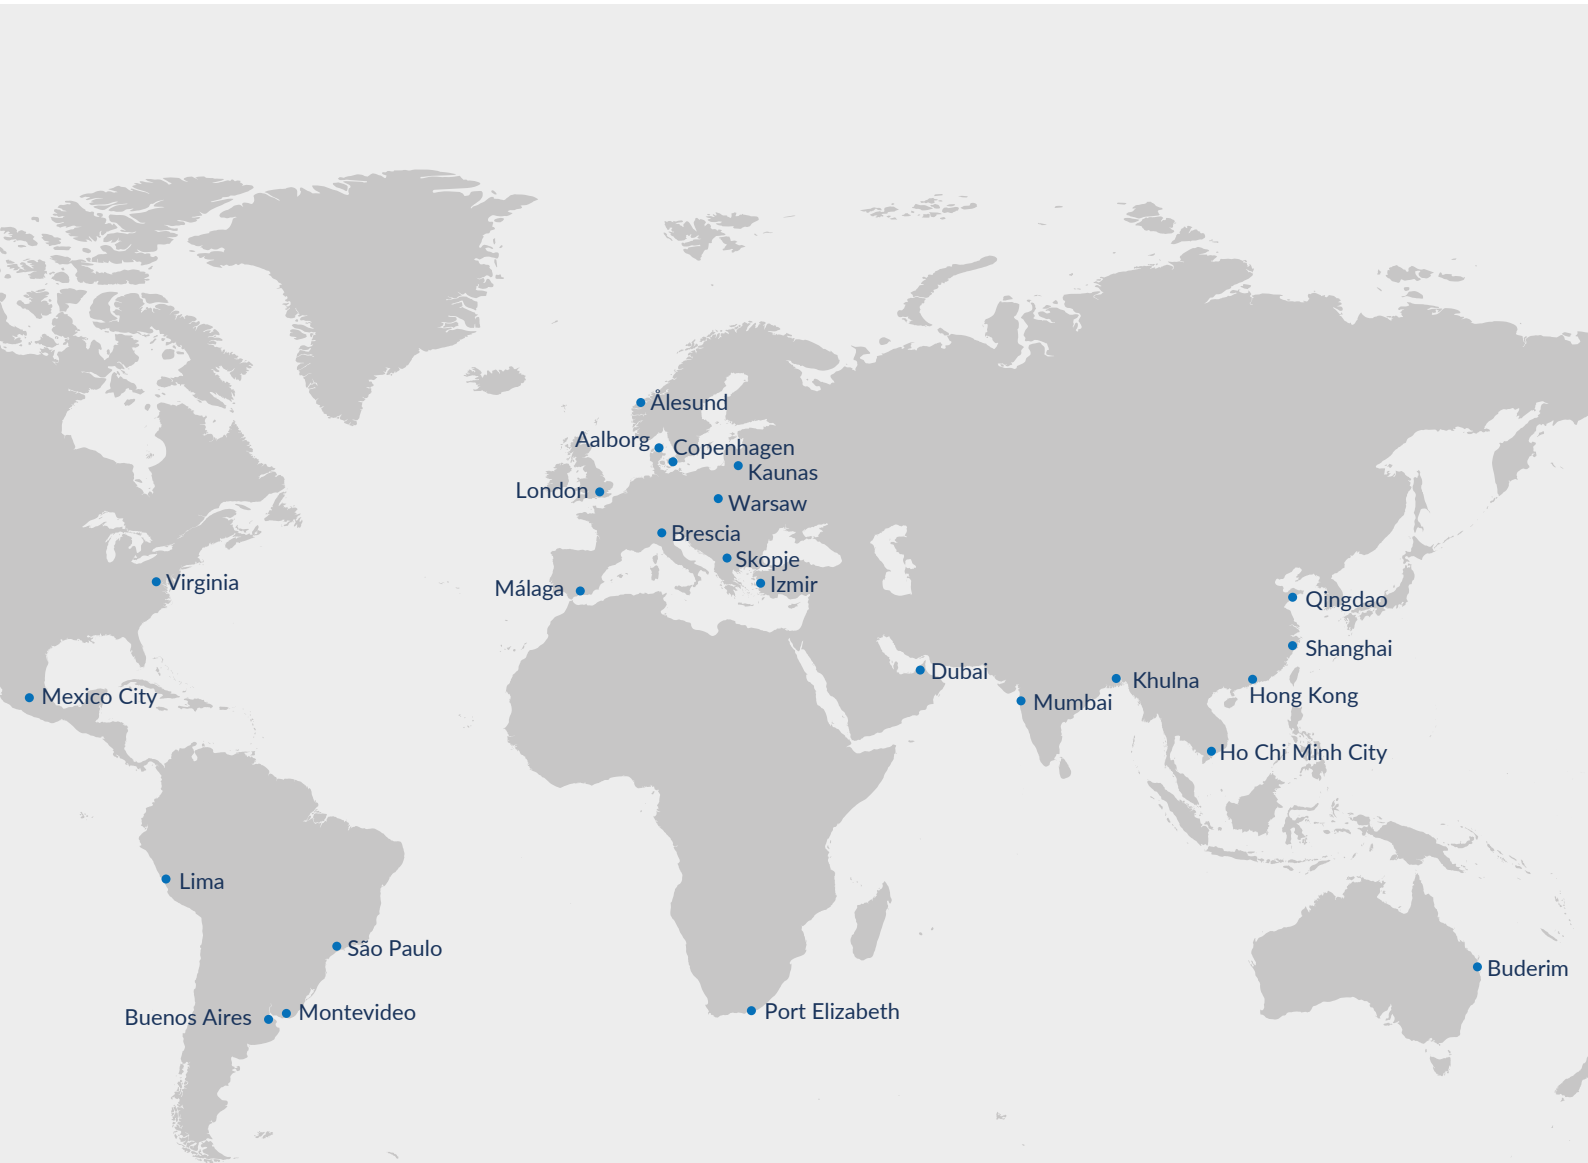 Ålesund
Aalborg
Copenhagen
Kaunas
London
Warsaw
Brescia
Skopje
Virginia
Málaga
Izmir
Qingdao
Shanghai
Dubai
Khulna
Mexico City
Mumbai
Hong Kong
Ho Chi Minh City
Lima
São Paulo
Buderim
Buenos Aires
Montevideo
Port Elizabeth